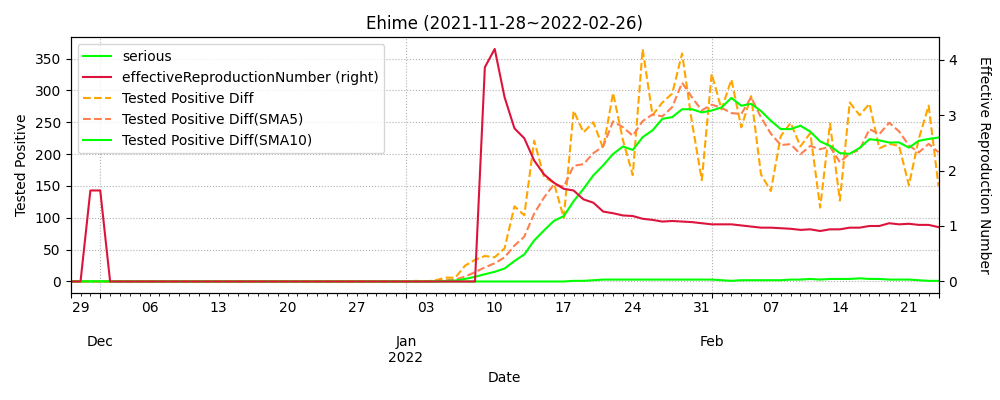 Ehime (2021-11-28~2022-02-26)
serious
effectiveReproductionNumber (right)
Tested Positive Diff
Tested Positive Diff(SMA5)
Tested Positive Diff(SMA10)
Tested Positive
350
300
250
200
150
100
50
0
4
3
2
1
0
Effective Reproduction Number
29 06 13 20 27 03 10 17 24 31 07 14 21
Dec Jan Feb
2022
Date